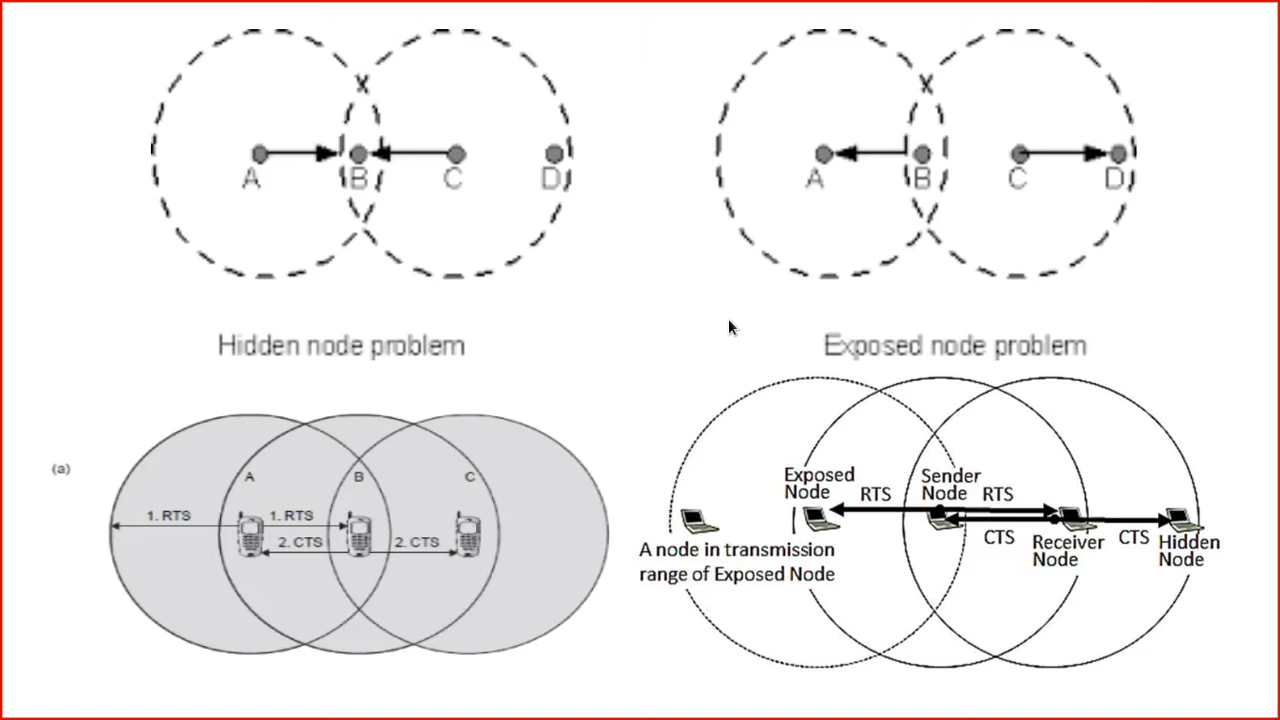 A
B
C
D
A
B
C
D
Hidden node problem
Exposed node problem
(a)
A
B
C
1. RTS
1. RTS
2. CTS
2. CTS
Exposed
Node
Sender
Node
RTS
RTS
CTS
CTS
Receiver
Node
Hidden
Node
A node in transmission
range of Exposed Node